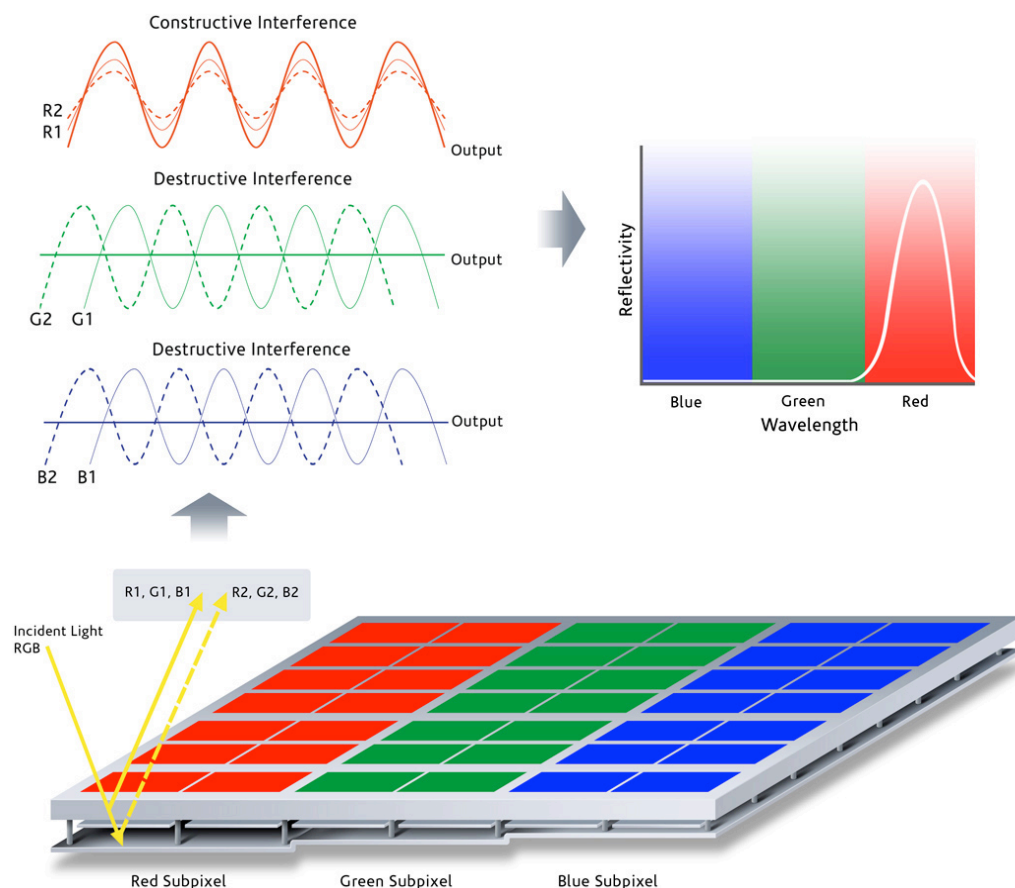 Constructive Interference
R2
R1
Output
Destructive Interference
Output
G2 G1
Destructive Interference
Output
B2 B1
Reflectivity
Blue Green Red
Wavelength
R1, G1, B1 R2, G2, B2
Incident Light
RGB
Red Subpixel Green Subpixel Blue Subpixel